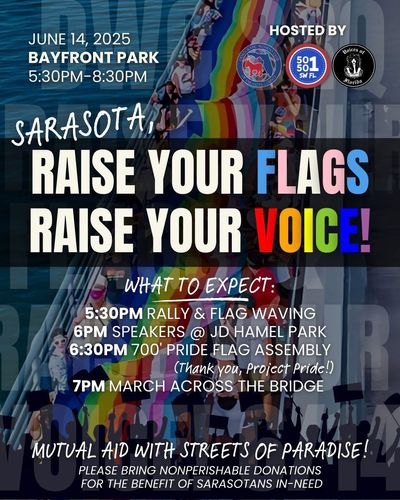 JUNE 14, 2025
BAYFRONT PARK
5:30PM–8:30PM
HOSTED BY
50
50 1
SW FL
Voices of
Florida
SARASOTA,
RAISE YOUR FLAGS
RAISE YOUR VOICE!
WHAT TO EXPECT:
5:30PM RALLY & FLAG WAVING
6PM SPEAKERS @ JD HAMEL PARK
6:30PM 700' PRIDE FLAG ASSEMBLY
(Thank you, Project Pride!)
7PM MARCH ACROSS THE BRIDGE
MUTUAL AID WITH STREETS OF PARADISE!
PLEASE BRING NONPERISHABLE DONATIONS
FOR THE BENEFIT OF SARASOTANS IN-NEED